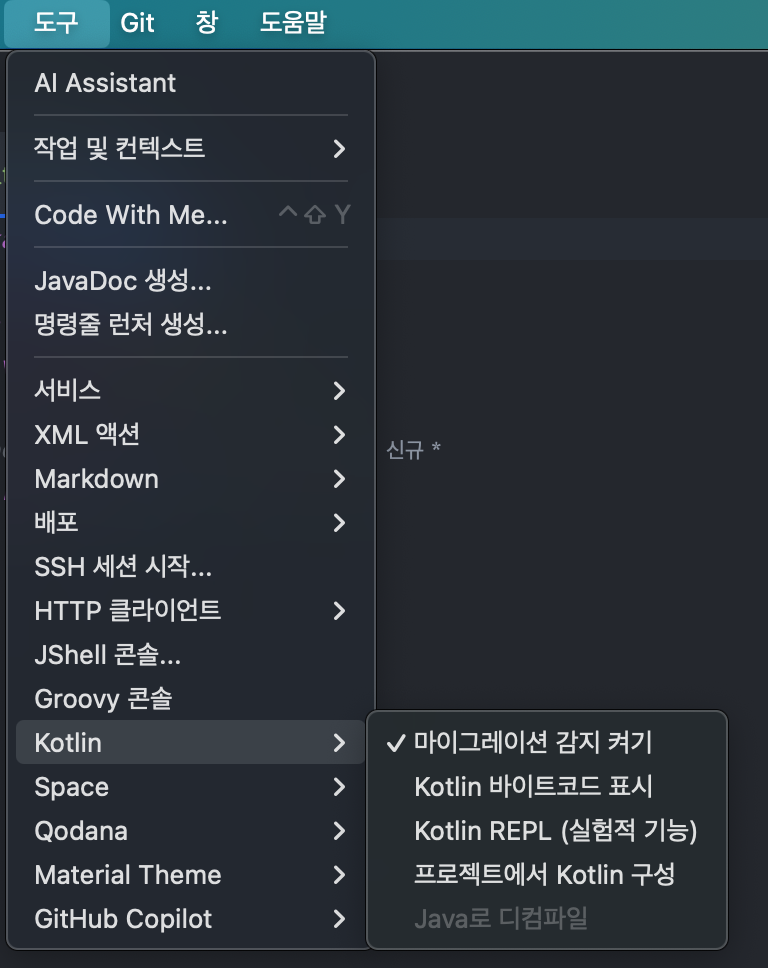 도구 Git 창 도움말
AI Assistant
작업 및 컨텍스트
Code With Me... ^⇧Y
JavaDoc 생성...
명령줄 런처 생성...
서비스
XML 액션
신규 *
Markdown
배포
SSH 세션 시작...
HTTP 클라이언트
JShell 콘솔...
Groovy 콘솔
Kotlin
Space
Qodana
Material Theme
GitHub Copilot
✓ 마이그레이션 감지 켜기
Kotlin 바이트코드 표시
Kotlin REPL (실험적 기능)
프로젝트에서 Kotlin 구성
Java로 디컴파일